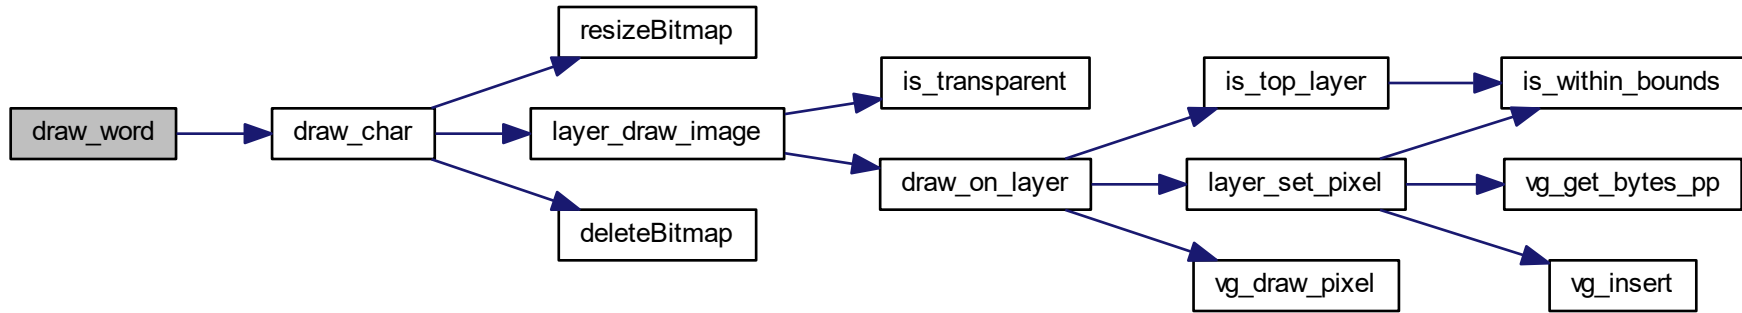 draw_word
draw_char
resizeBitmap
layer_draw_image
deleteBitmap
is_transparent
draw_on_layer
is_top_layer
layer_set_pixel
vg_draw_pixel
is_within_bounds
vg_get_bytes_pp
vg_insert